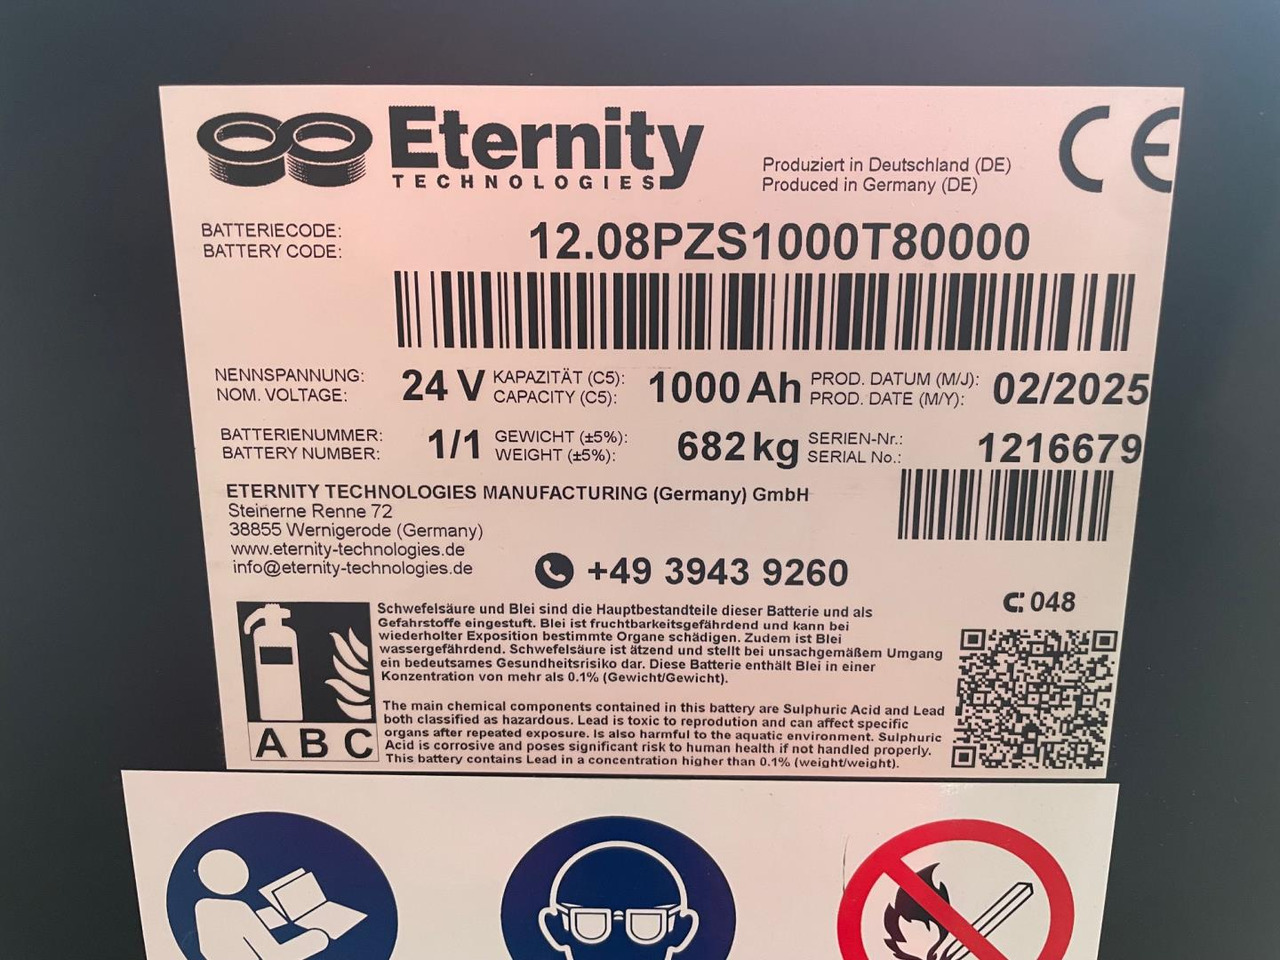 Eternity
TECHNOLOGIES
Produziert in Deutschland (DE)
Produced in Germany (DE)
CE
BATTERIECODE:
BATTERY CODE:
12.08PZS1000T80000
NENNSPANNUNG:
NOM. VOLTAGE:
24 V
KAPAZITÄT (C5):
CAPACITY (C5):
1000 Ah
PROD. DATUM (M/J):
PROD. DATE (M/Y):
02/2025
BATTERIENUMMER:
BATTERY NUMBER:
1/1
GEWICHT (±5%):
WEIGHT (±5%):
682 kg
SERIEN-Nr.:
SERIAL No.:
1216679
ETERNITY TECHNOLOGIES MANUFACTURING (Germany) GmbH
Steinerne Renne 72
38855 Wernigerode (Germany)
www.eternity-technologies.de
info@eternity-technologies.de
+49 3943 9260
C: 048
Schwefelsäure und Blei sind die Hauptbestandteile dieser Batterie und als
Gefahrstoffe eingestuft. Blei ist fruchtbarkeitsgefährdend und kann bei
wiederholter Exposition bestimmte Organe schädigen. Zudem ist Blei
wassergefährdend. Schwefelsäure ist ätzend und stellt bei unsachgemäßem Umgang
ein bedeutsames Gesundheitsrisiko dar. Diese Batterie enthält Blei in einer
Konzentration von mehr als 0.1% (Gewicht/Gewicht).
The main chemical components contained in this battery are Sulphuric Acid and Lead
both classified as hazardous. Lead is toxic to reprodution and can affect specific
organs after repeated exposure. Is also harmful to the aquatic environment. Sulphuric
Acid is corrosive and poses significant risk to human health if not handled properly.
This battery contains Lead in a concentration higher than 0.1% (weight/weight).
A B C